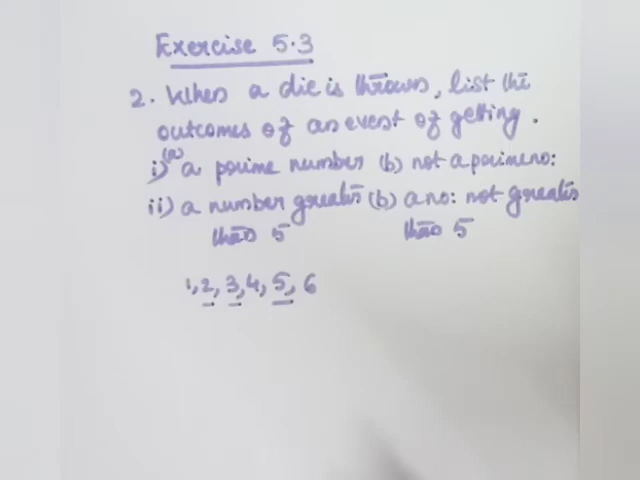 Exercise 5.3
2. When a die is thrown, list the
outcomes of an event of getting.
i) (a) a prime number (b) not a prime no:
ii) a number greater (b) a no: not greater
than 5 than 5
1, 2, 3, 4, 5, 6